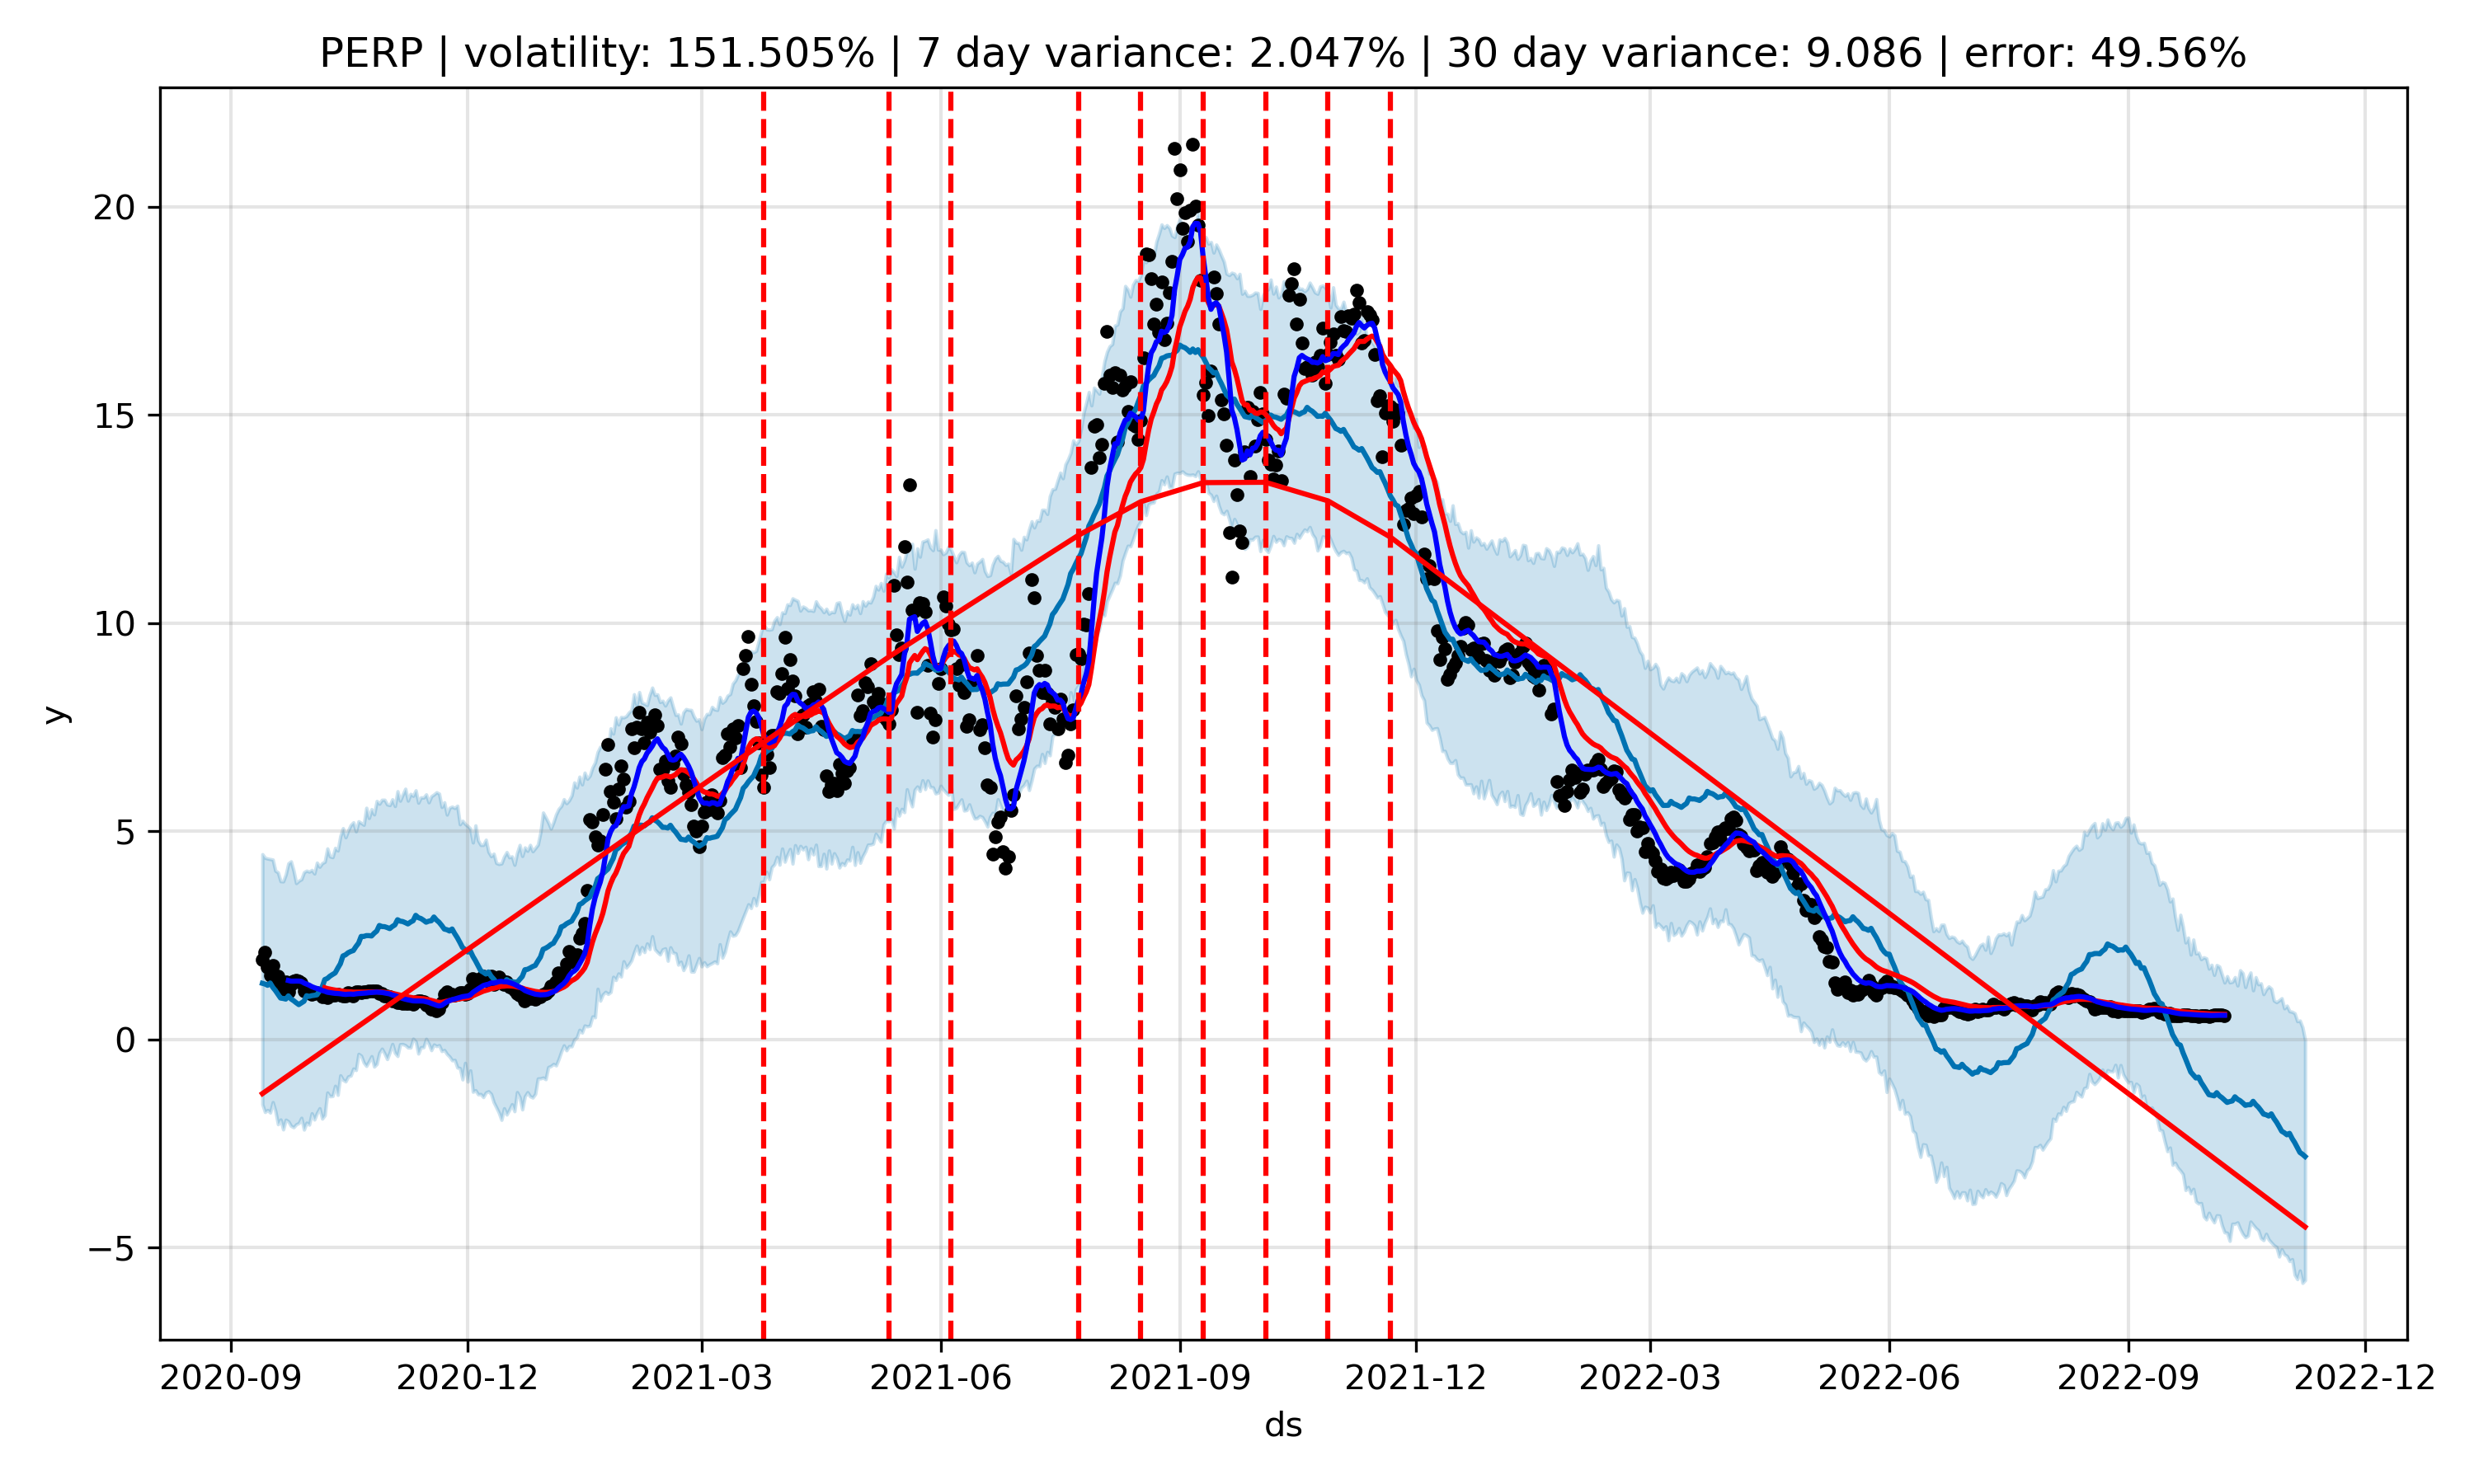 PERP | volatility: 151.505% | 7 day variance: 2.047% | 30 day variance: 9.086 | error: 49.56%
y
20
15
10
5
0
−5
2020-09 2020-12 2021-03 2021-06 2021-09 2021-12 2022-03 2022-06 2022-09 2022-12
ds